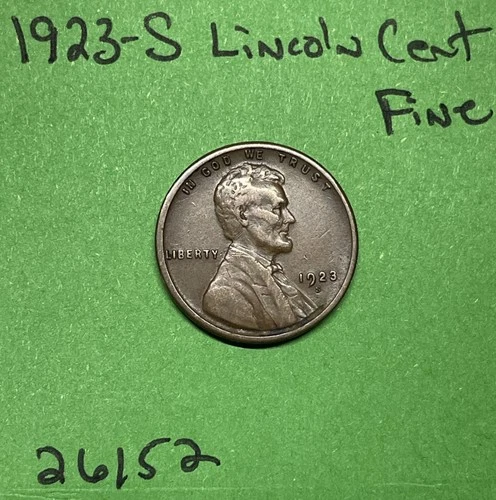 1923-S Lincoln Cent
Fine
IN GOD WE TRUST
LIBERTY
1923
S
26152